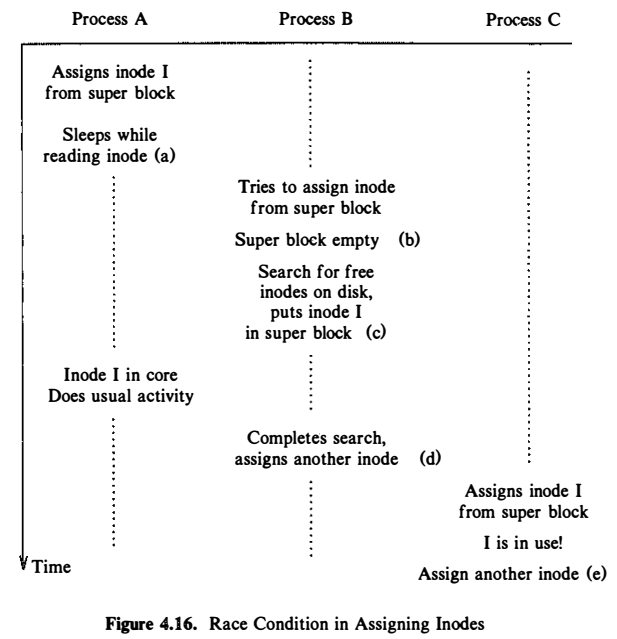 Process A Process B Process C
Assigns inode I
from super block
Sleeps while
reading inode (a)
Tries to assign inode
from super block
Super block empty (b)
Search for free
inodes on disk,
puts inode I
in super block (c)
Inode I in core
Does usual activity
Completes search,
assigns another inode (d)
Assigns inode I
from super block
I is in use!
Assign another inode (e)
Time
Figure 4.16. Race Condition in Assigning Inodes